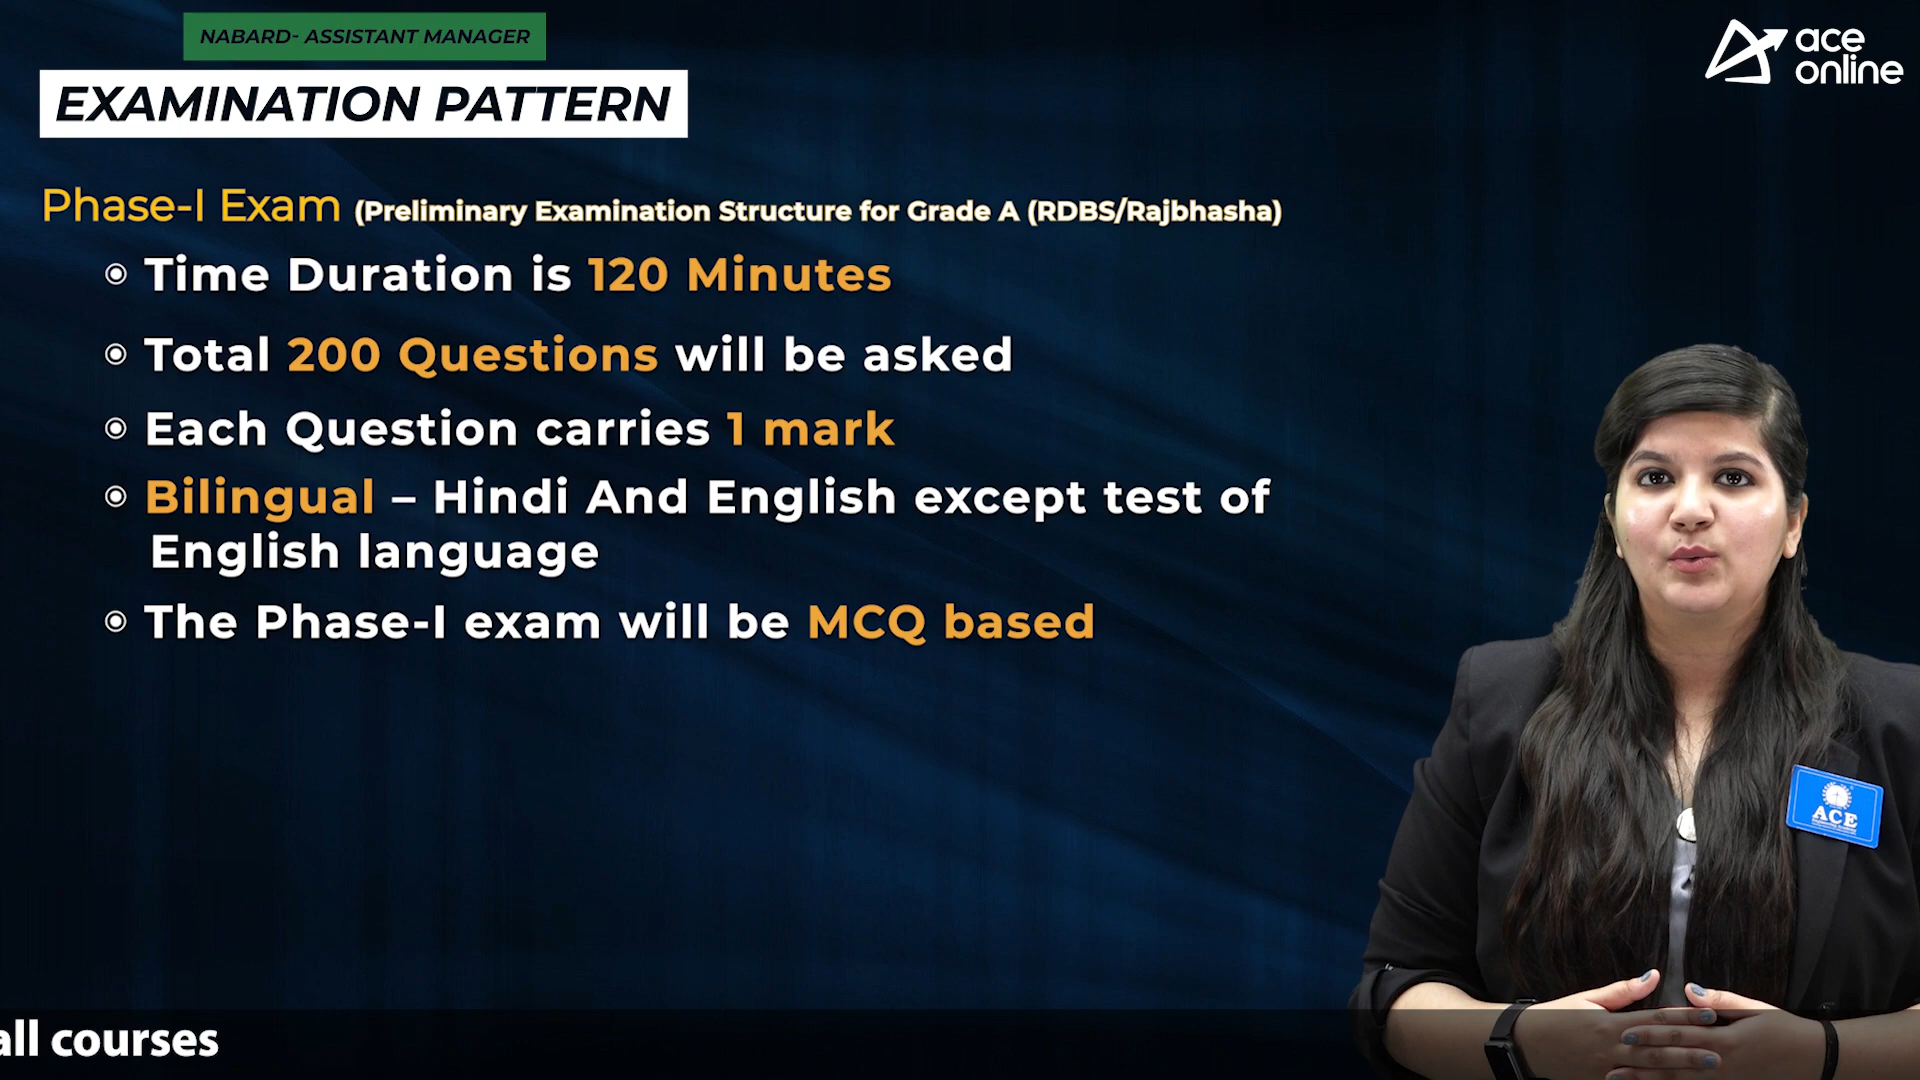 NABARD- ASSISTANT MANAGER
EXAMINATION PATTERN
ace
online
Phase-I Exam (Preliminary Examination Structure for Grade A (RDBS/Rajbhasha)
Time Duration is 120 Minutes
Total 200 Questions will be asked
Each Question carries 1 mark
Bilingual – Hindi And English except test of
English language
The Phase-I exam will be MCQ based
ACE
all courses